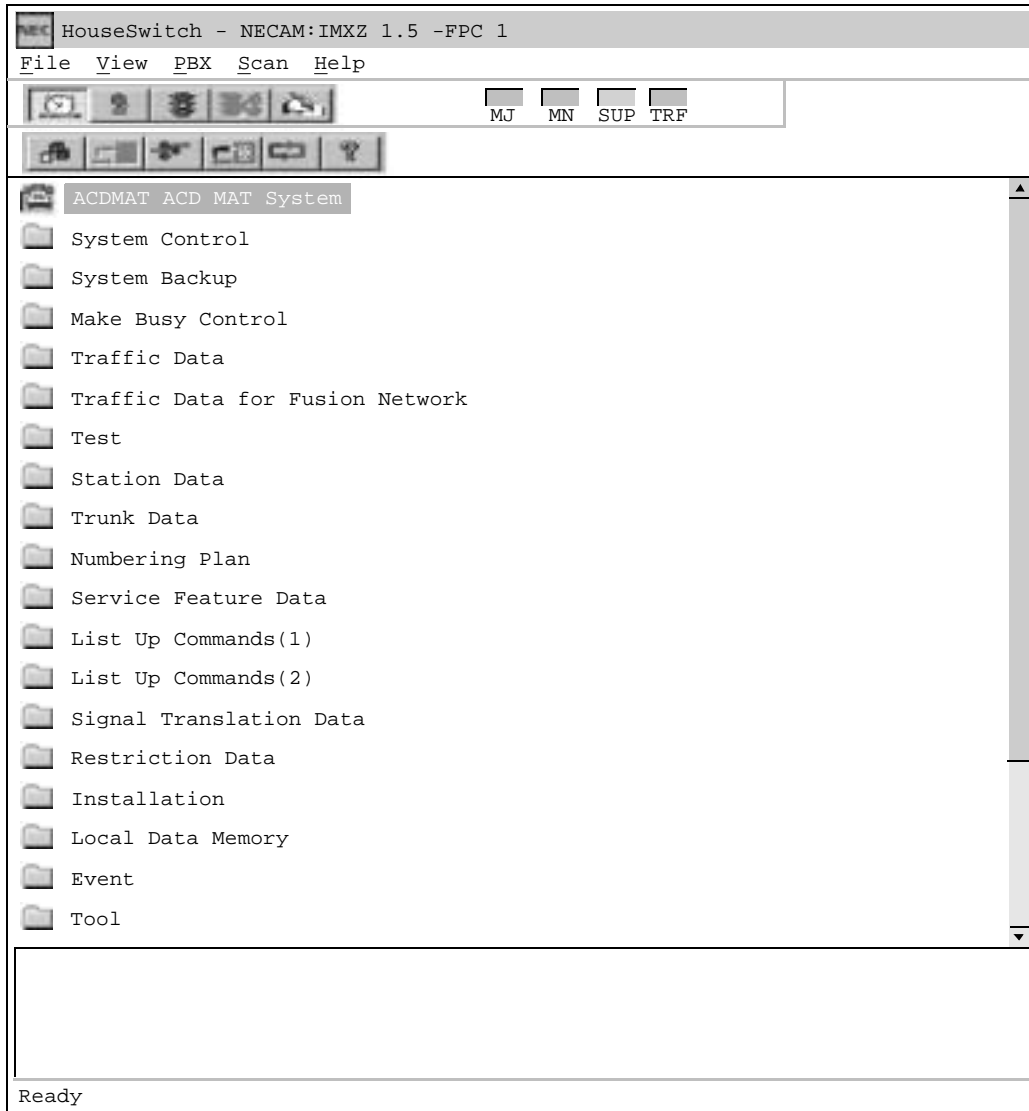 NEC HouseSwitch - NECAM:IMXZ 1.5 -FPC 1
File View PBX Scan Help
MJ MN SUP TRF
ACDMAT ACD MAT System
System Control
System Backup
Make Busy Control
Traffic Data
Traffic Data for Fusion Network
Test
Station Data
Trunk Data
Numbering Plan
Service Feature Data
List Up Commands(1)
List Up Commands(2)
Signal Translation Data
Restriction Data
Installation
Local Data Memory
Event
Tool
Ready